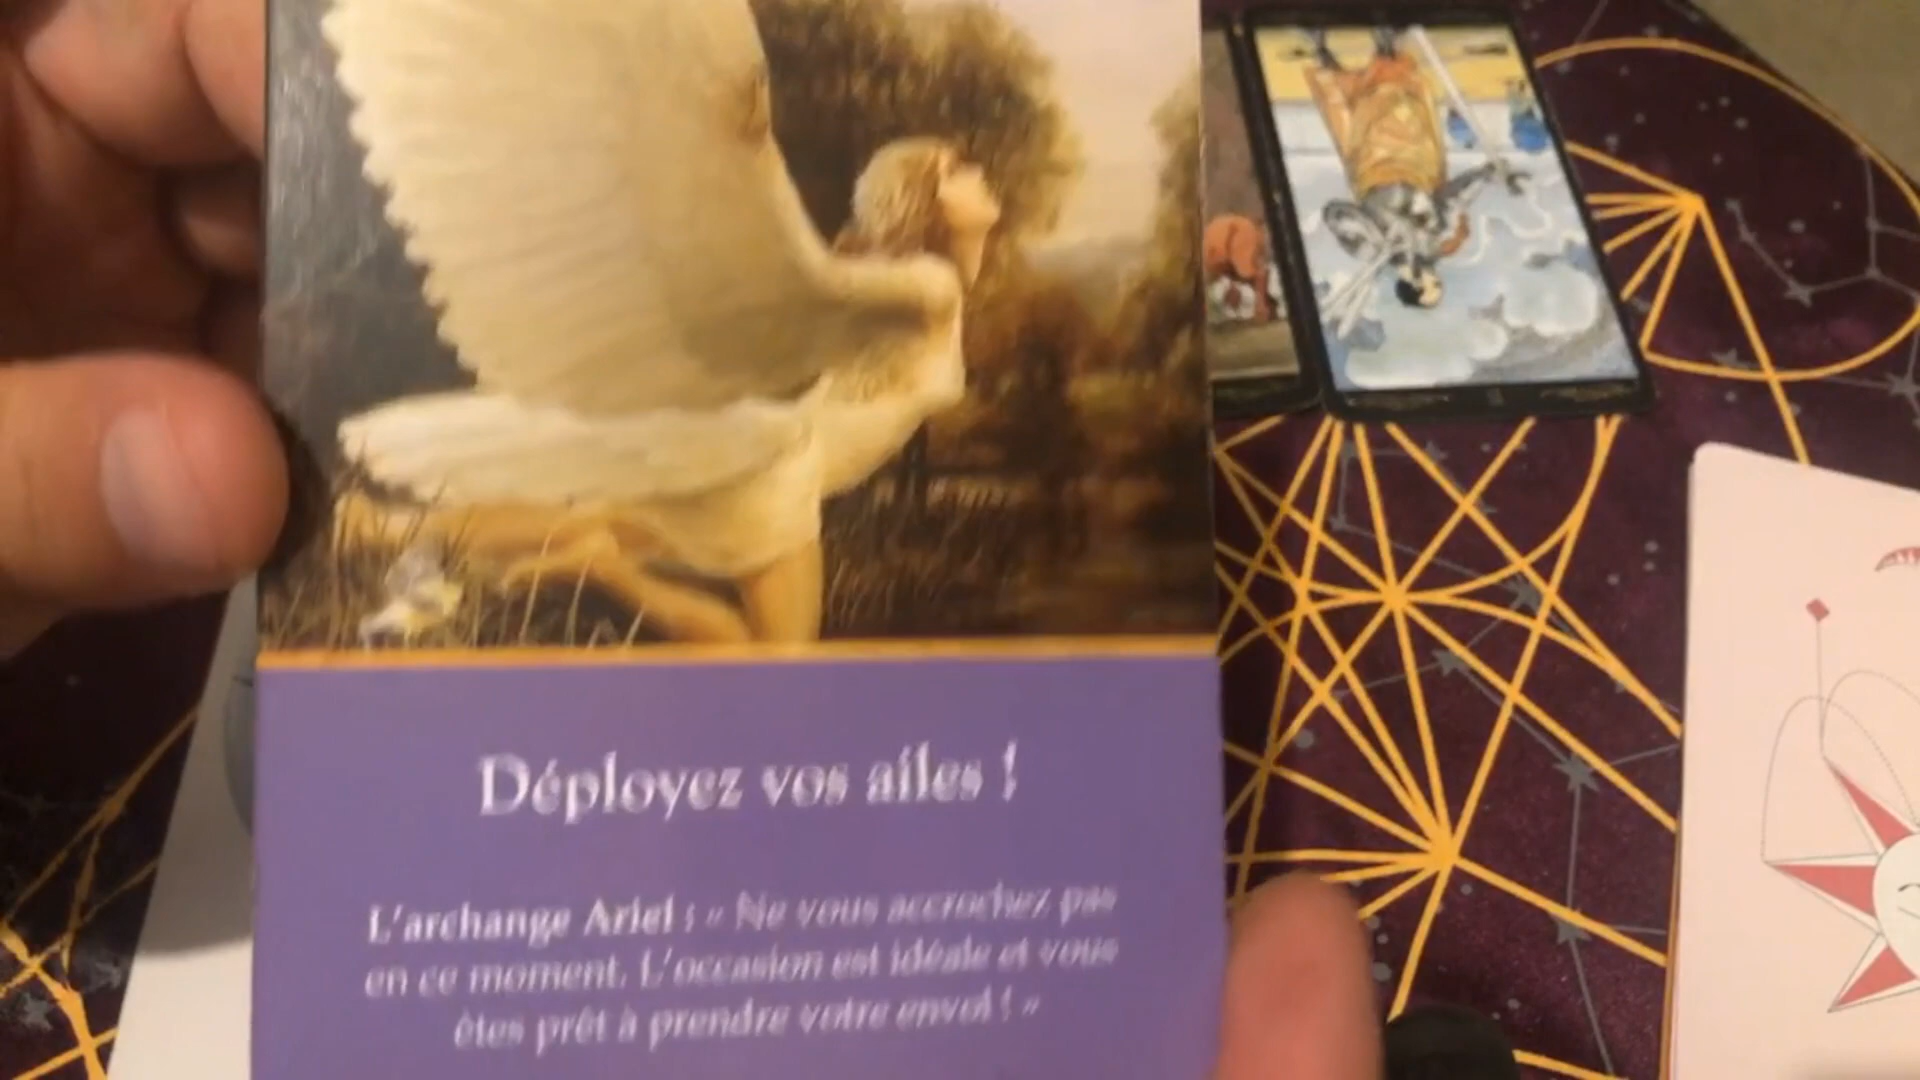 Déployez vos ailes !
L'archange Ariel : « Ne vous accrochez pas
en ce moment. L'occasion est idéale et vous
êtes prêt à prendre votre envol ! »